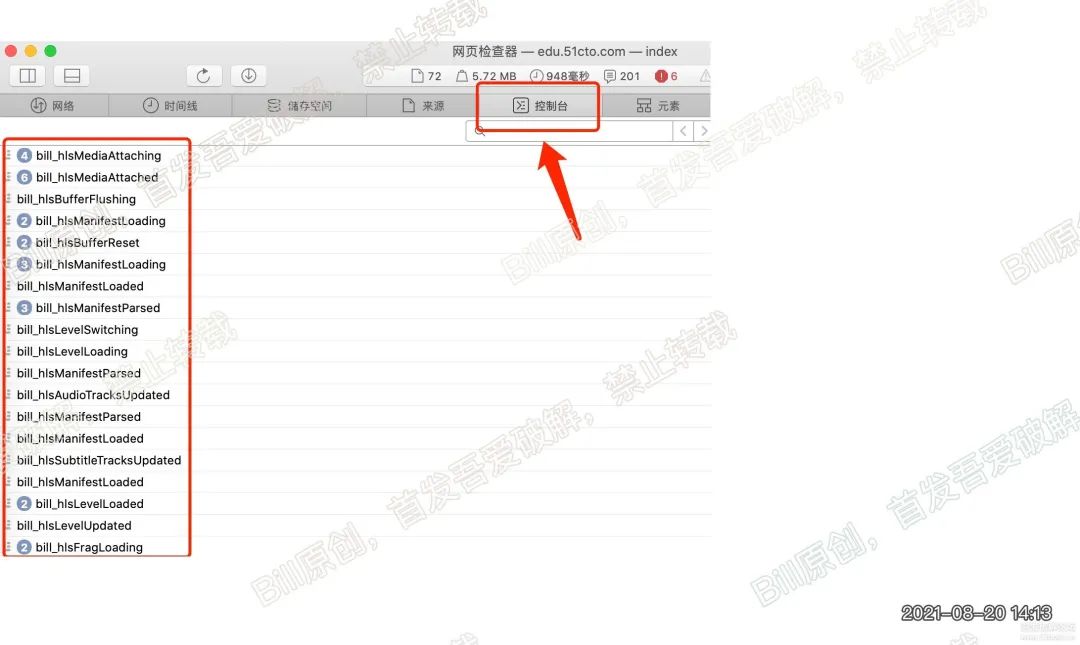 网页检查器 — edu.51cto.com — index
72 5.72 MB 948毫秒 201 6
网络 时间线 储存空间 来源 控制台 元素
4 bill_hlsMediaAttaching
6 bill_hlsMediaAttached
bill_hlsBufferFlushing
2 bill_hlsManifestLoading
2 bill_hlsBufferReset
3 bill_hlsManifestLoading
bill_hlsManifestLoaded
3 bill_hlsManifestParsed
bill_hlsLevelSwitching
bill_hlsLevelLoading
bill_hlsManifestParsed
bill_hlsAudioTracksUpdated
bill_hlsManifestParsed
bill_hlsManifestLoaded
bill_hlsSubtitleTracksUpdated
bill_hlsManifestLoaded
2 bill_hlsLevelLoaded
bill_hlsLevelUpdated
2 bill_hlsFragLoading
Bill原创，首发吾爱破解，禁止转载
Bill原创，首发吾爱破解，禁止转载
Bill原创，首发吾爱破解，禁止转载
Bill原创，首发吾爱破解
Bill原创
2021-08-20 14:13